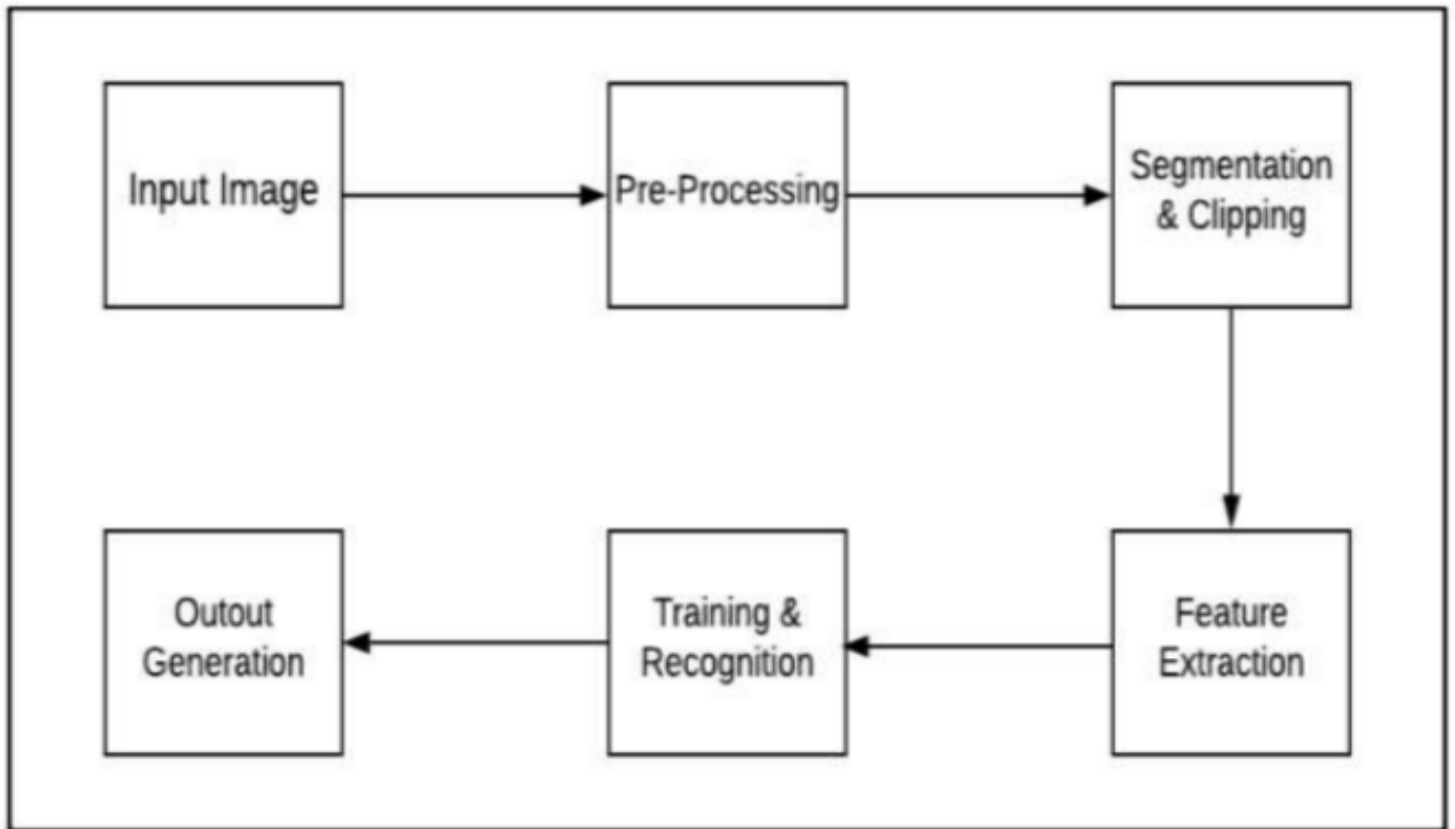 Input Image
Pre-Processing
Segmentation
& Clipping
Feature
Extraction
Training &
Recognition
Outout
Generation